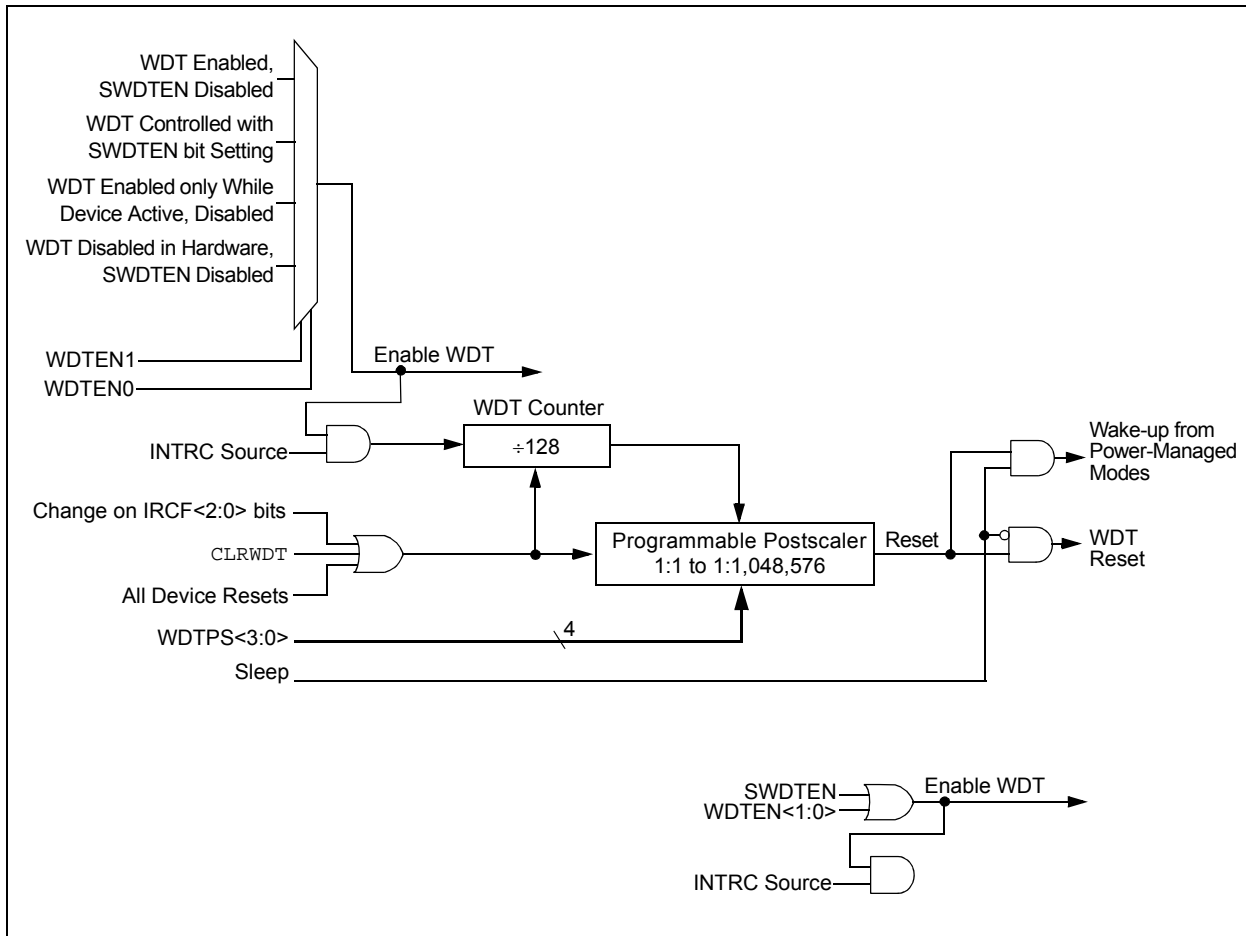 WDT Enabled,
SWDTEN Disabled
WDT Controlled with
SWDTEN bit Setting
WDT Enabled only While
Device Active, Disabled
WDT Disabled in Hardware,
SWDTEN Disabled
WDTEN1
WDTEN0
Enable WDT
WDT Counter
INTRC Source
÷128
Wake-up from
Power-Managed
Modes
Change on IRCF<2:0> bits
CLRWDT
All Device Resets
Programmable Postscaler
1:1 to 1:1,048,576
Reset
WDT
Reset
WDTPS<3:0>
4
Sleep
SWDTEN
WDTEN<1:0>
Enable WDT
INTRC Source